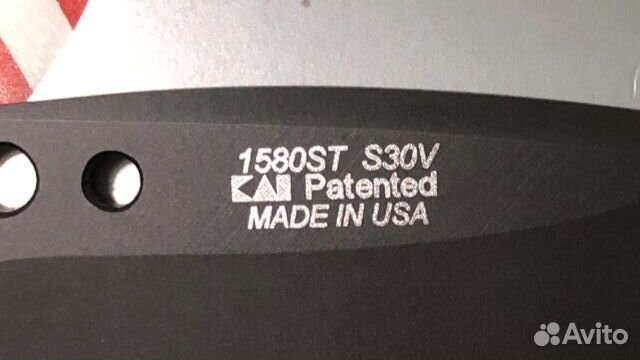 1580ST S30V
KAI Patented
MADE IN USA
Avito